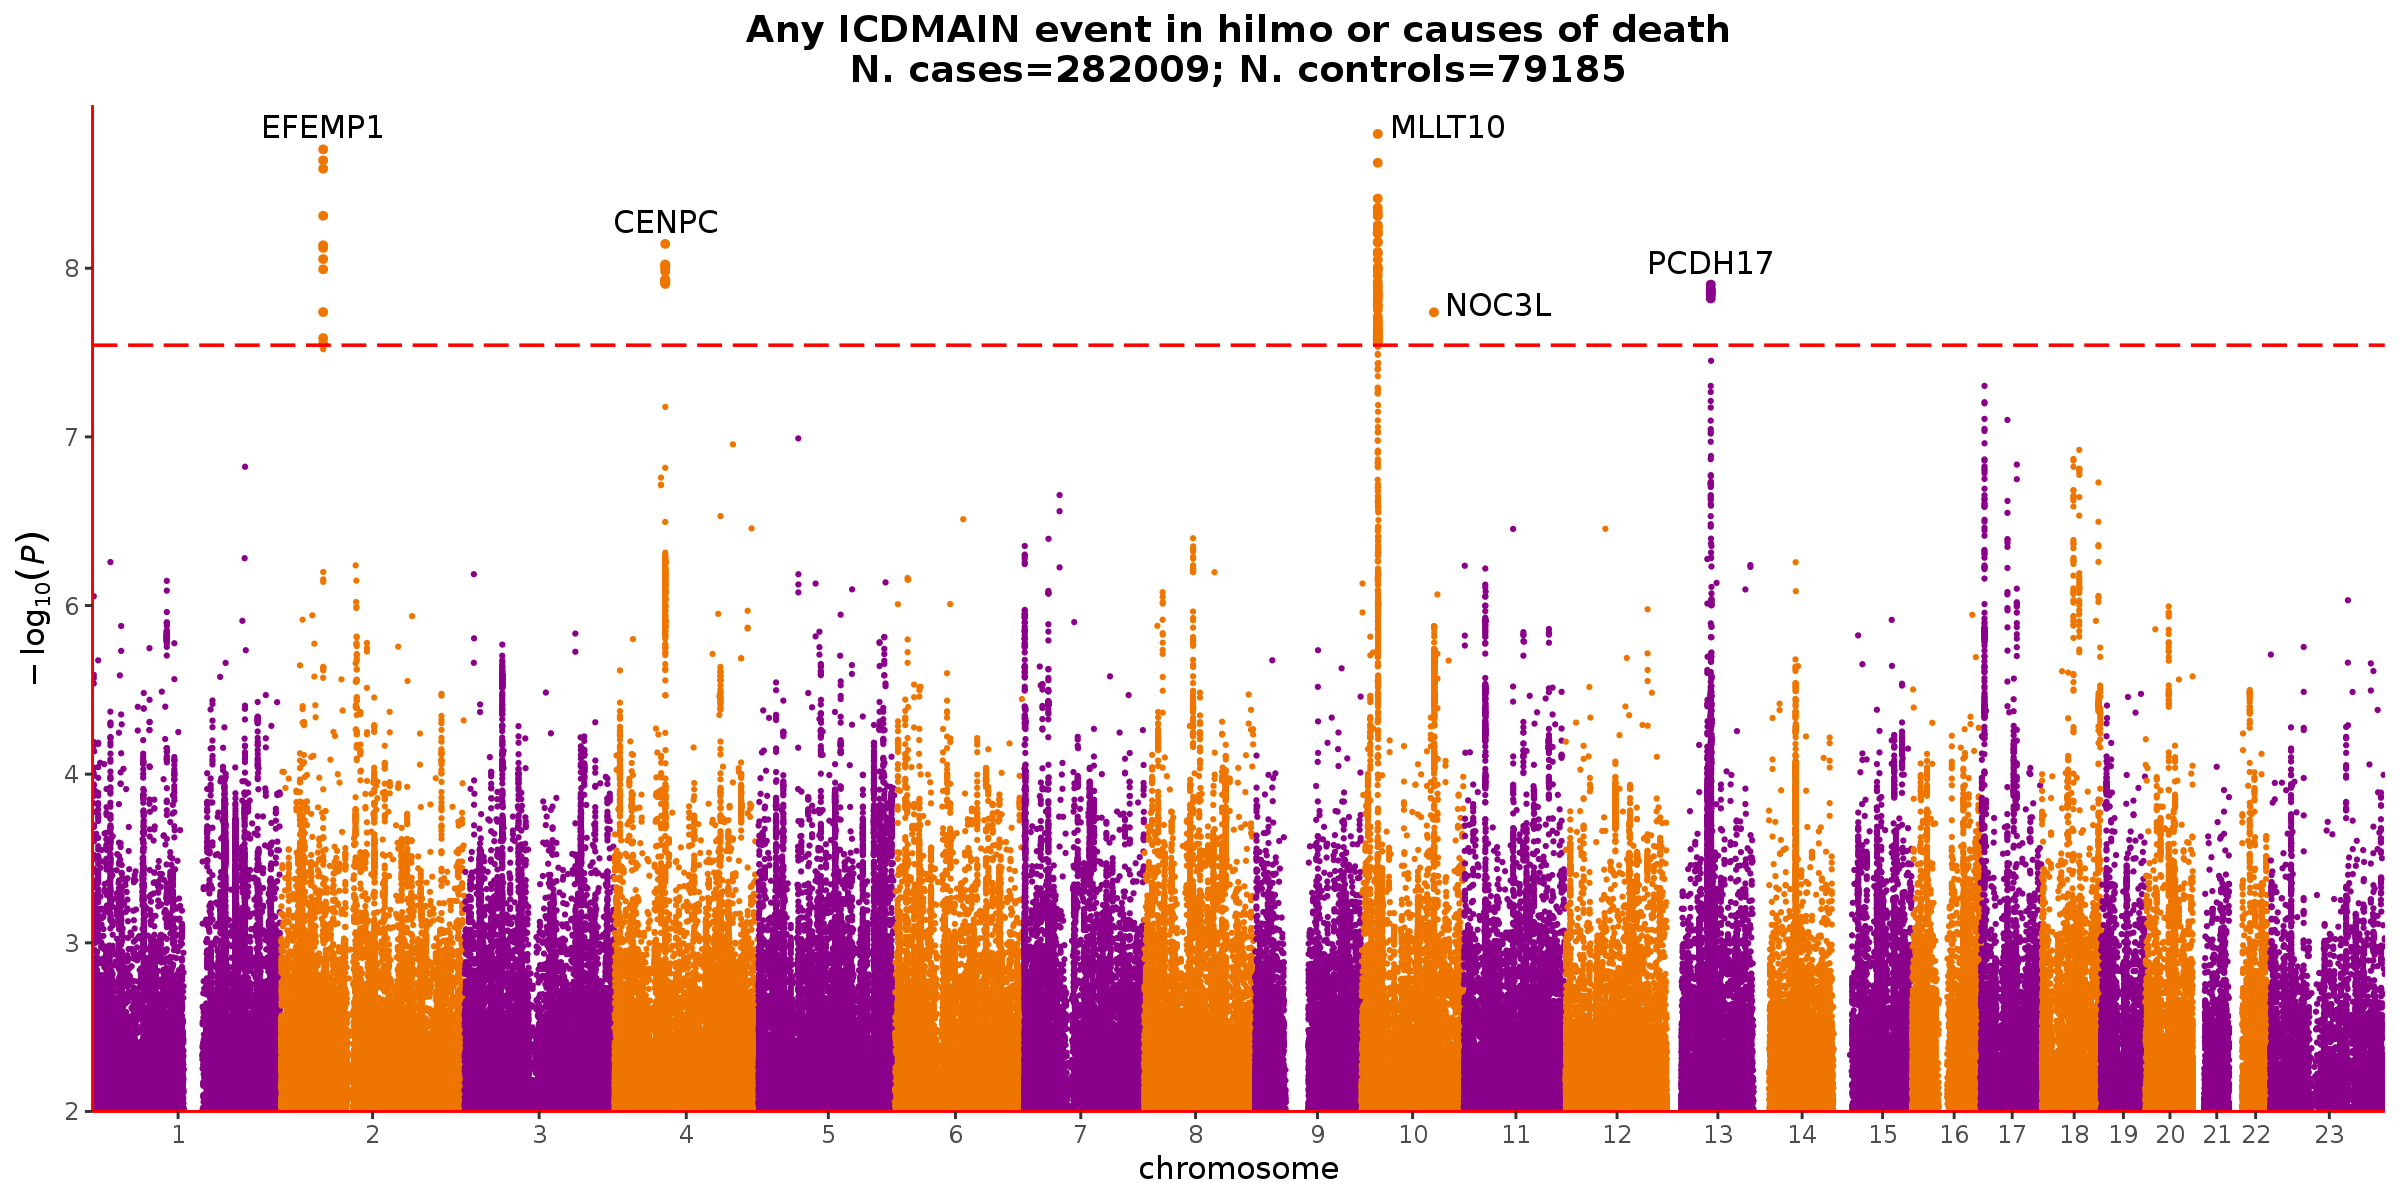 Any ICDMAIN event in hilmo or causes of death
N. cases=282009; N. controls=79185
EFEMP1
MLLT10
CENPC
PCDH17
NOC3L
8
7
6
5
4
3
2
−log₁₀(P)
1 2 3 4 5 6 7 8 9 10 11 12 13 14 15 16 17 18 19 20 21 22 23
chromosome